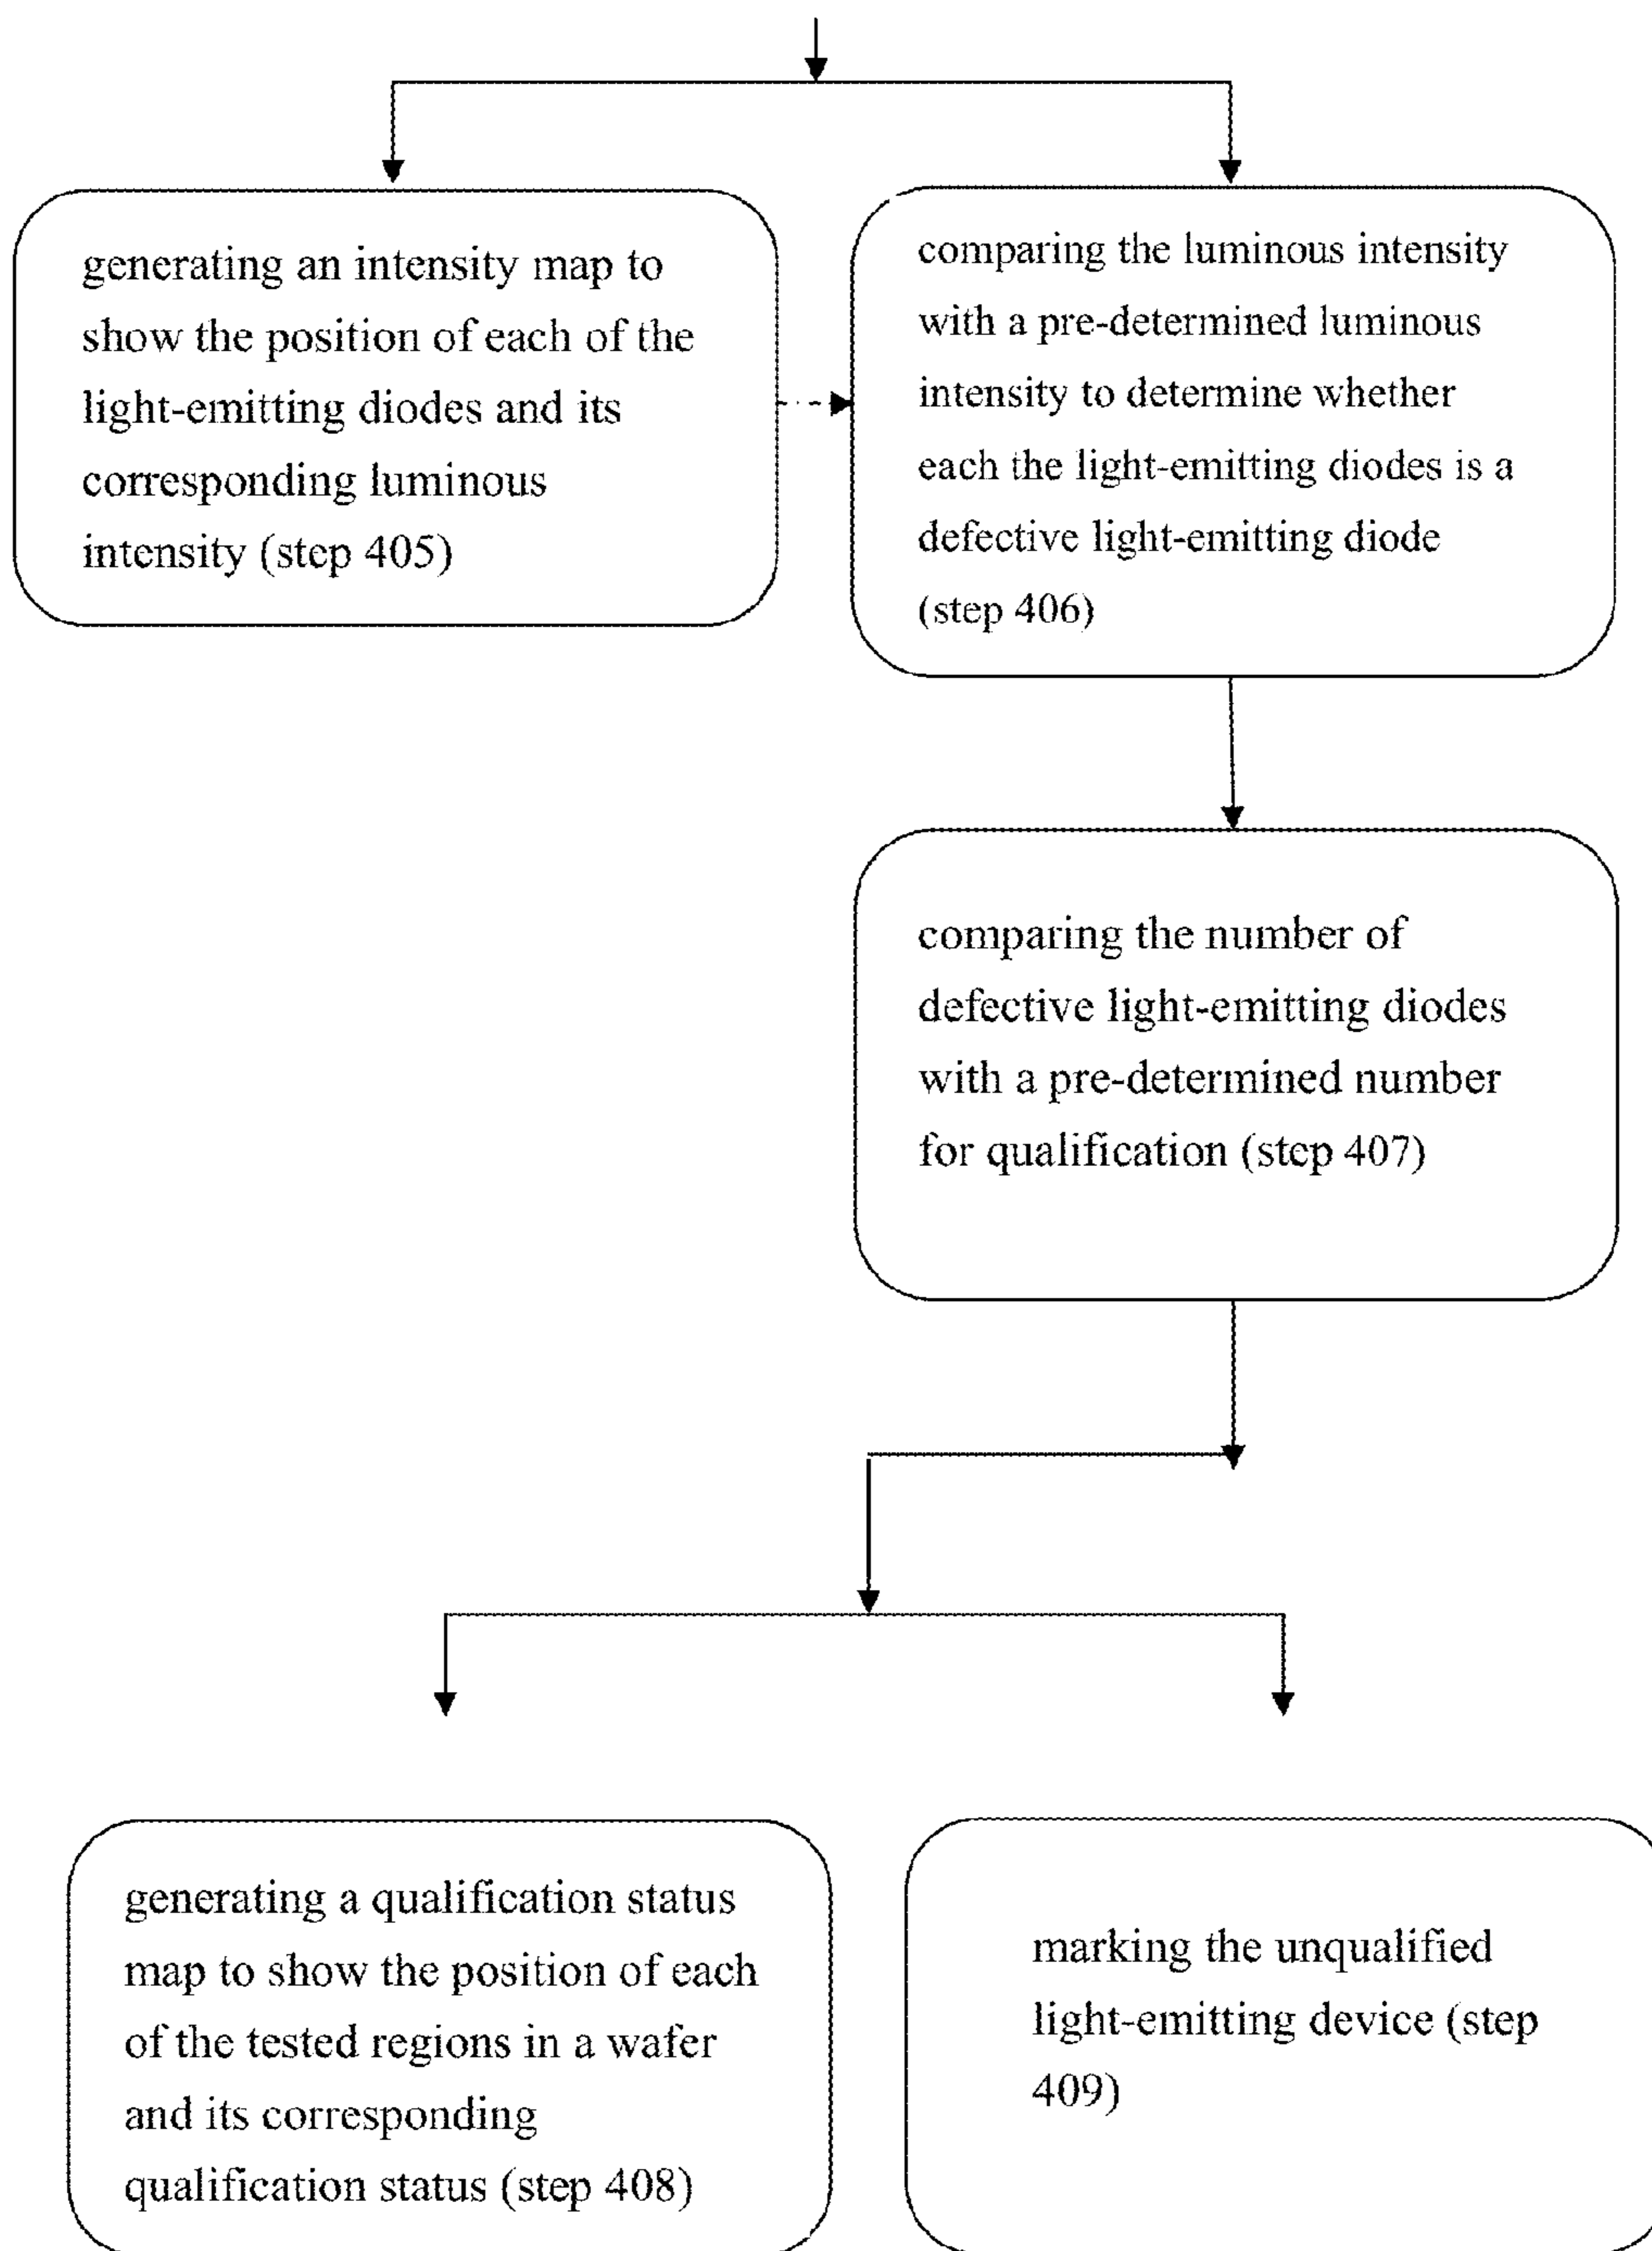 generating an intensity map to
show the position of each of the
light-emitting diodes and its
corresponding luminous
intensity (step 405)
comparing the luminous intensity
with a pre-determined luminous
intensity to determine whether
each the light-emitting diodes is a
defective light-emitting diode
(step 406)
comparing the number of
defective light-emitting diodes
with a pre-determined number
for qualification (step 407)
generating a qualification status
map to show the position of each
of the tested regions in a wafer
and its corresponding
qualification status (step 408)
marking the unqualified
light-emitting device (step
409)